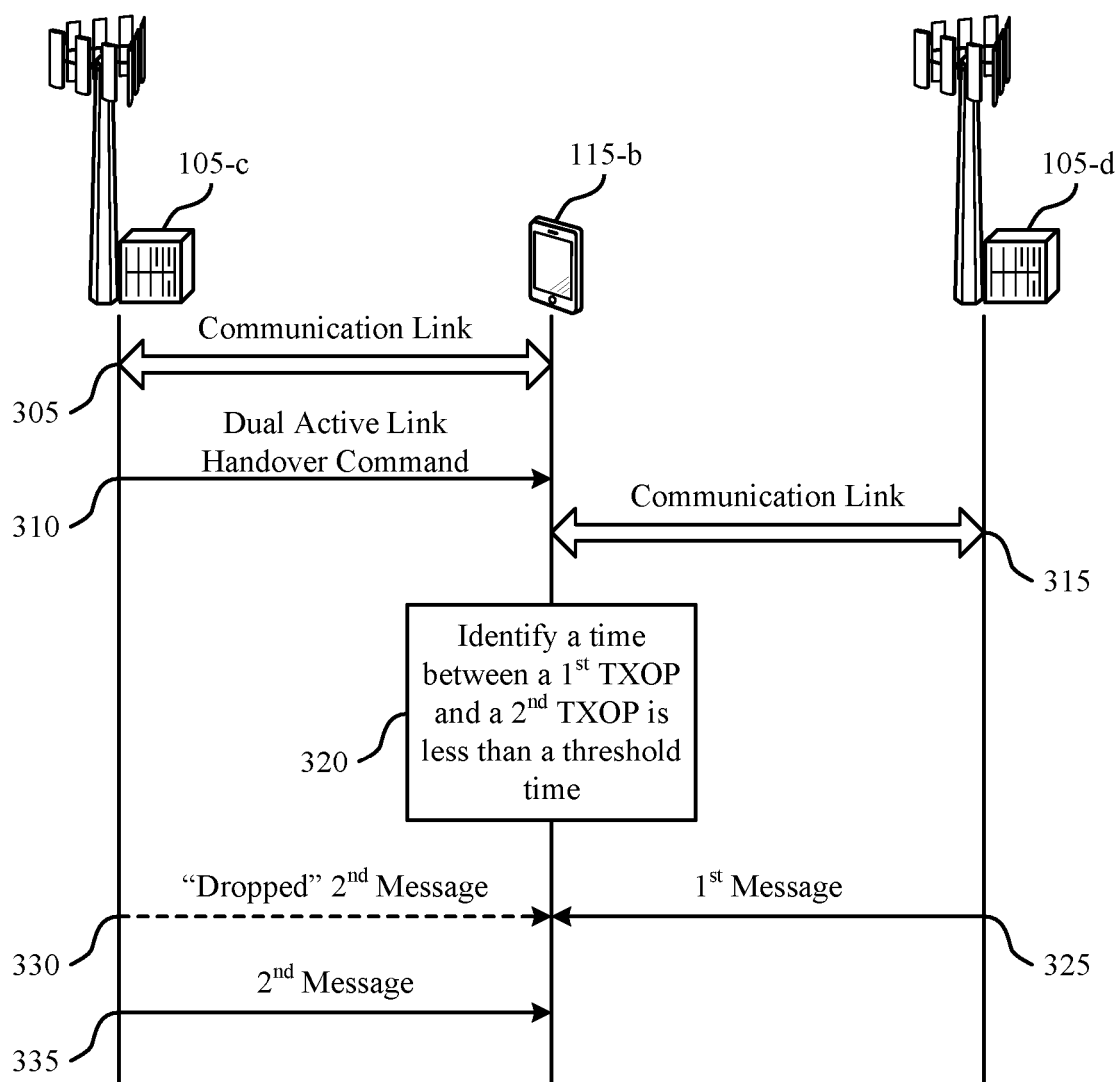 105-c
115-b
105-d
Communication Link
305
Dual Active Link
Handover Command
310
Communication Link
315
Identify a time
between a 1st TXOP
and a 2nd TXOP is
less than a threshold
time
320
“Dropped” 2nd Message
1st Message
330
325
2nd Message
335